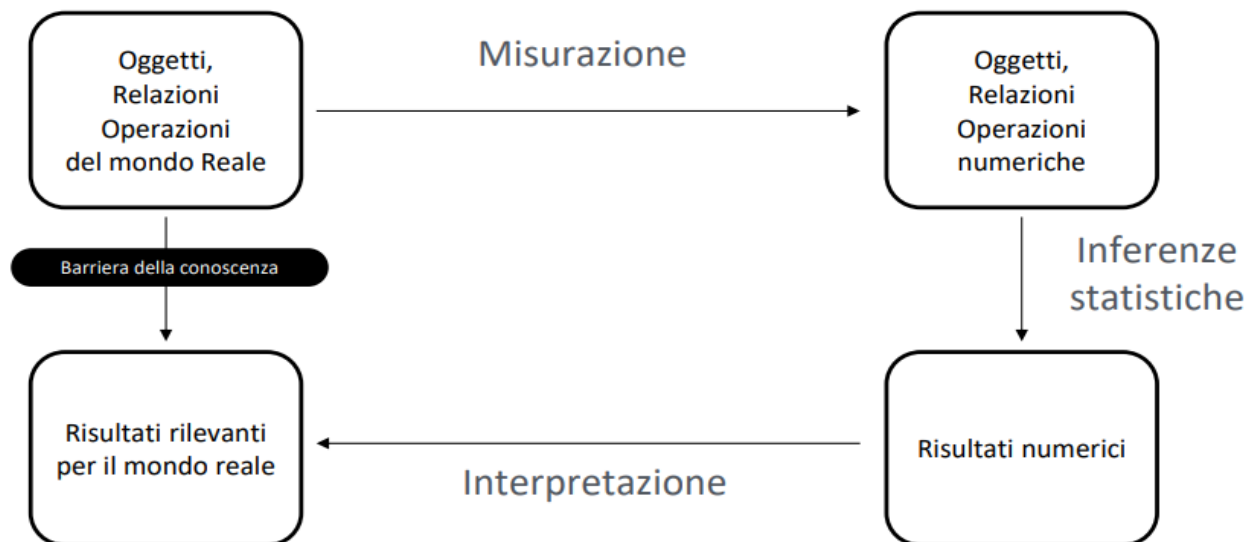 Oggetti,
Relazioni
Operazioni
del mondo Reale
Misurazione
Oggetti,
Relazioni
Operazioni
numeriche
Barriera della conoscenza
Inferenze
statistiche
Risultati rilevanti
per il mondo reale
Interpretazione
Risultati numerici